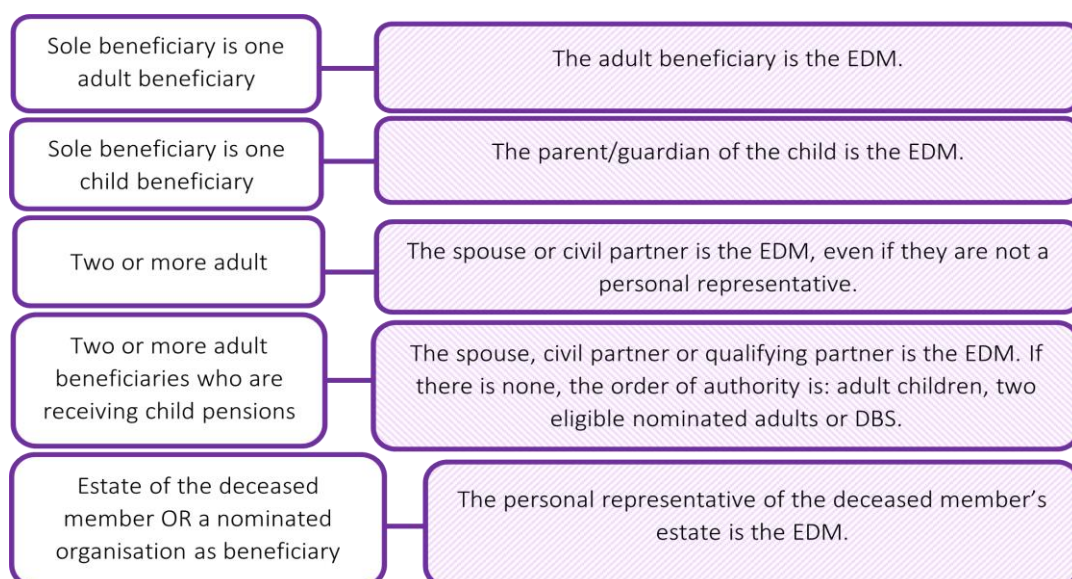 Sole beneficiary is one
adult beneficiary
The adult beneficiary is the EDM.
Sole beneficiary is one
child beneficiary
The parent/guardian of the child is the EDM.
Two or more adult
The spouse or civil partner is the EDM, even if they are not a
personal representative.
Two or more adult
beneficiaries who are
receiving child pensions
The spouse, civil partner or qualifying partner is the EDM. If
there is none, the order of authority is: adult children, two
eligible nominated adults or DBS.
Estate of the deceased
member OR a nominated
organisation as beneficiary
The personal representative of the deceased member’s
estate is the EDM.